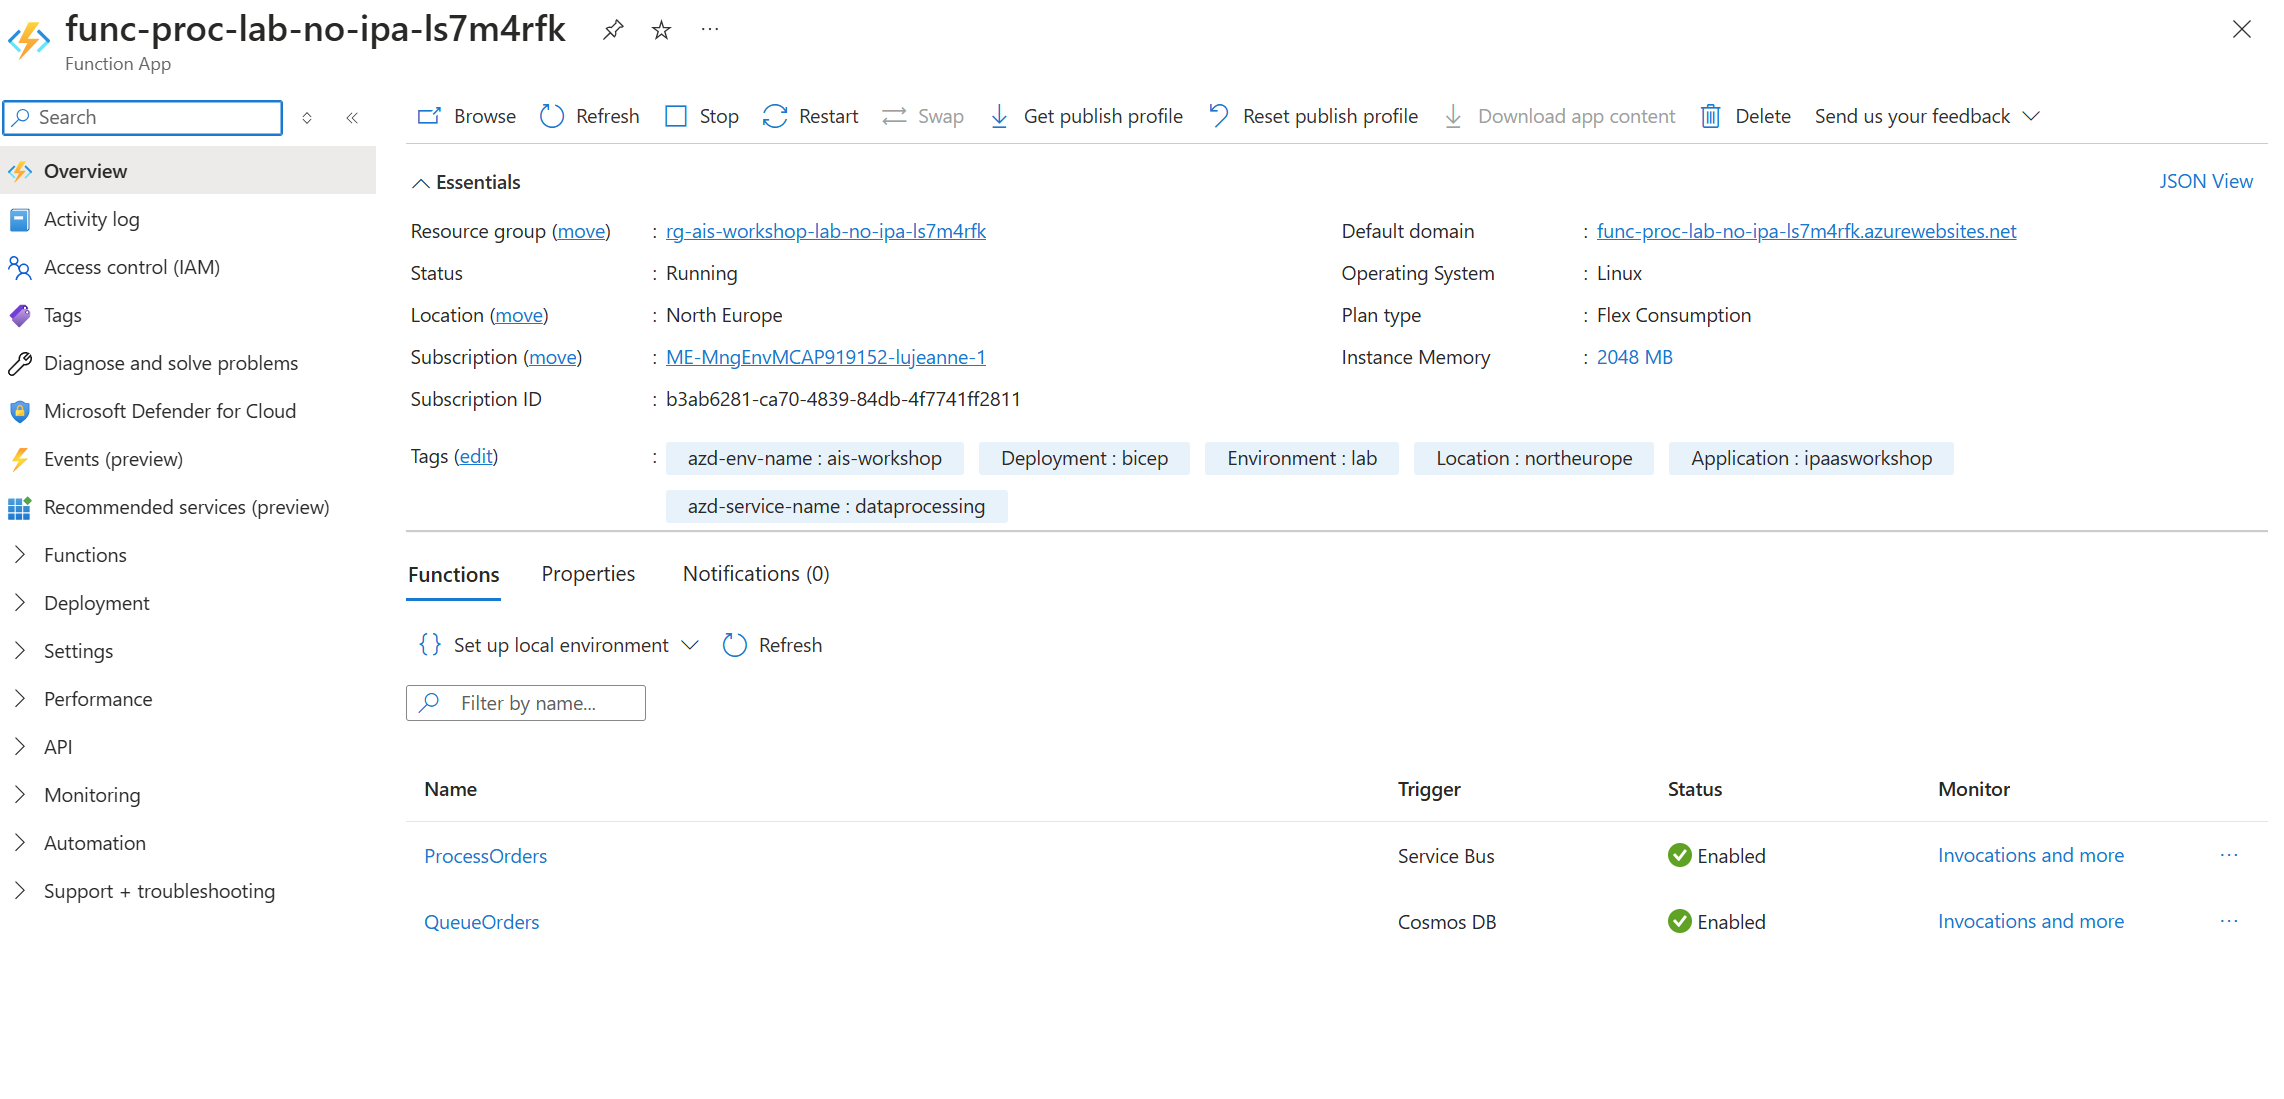 func-proc-lab-no-ipa-ls7m4rfk
Function App
Search
Browse Refresh Stop Restart Swap Get publish profile Reset publish profile Download app content Delete Send us your feedback
Overview
Activity log
Access control (IAM)
Tags
Diagnose and solve problems
Microsoft Defender for Cloud
Events (preview)
Recommended services (preview)
Functions
Deployment
Settings
Performance
API
Monitoring
Automation
Support + troubleshooting
Essentials JSON View
Resource group (move) : rg-ais-workshop-lab-no-ipa-ls7m4rfk
Status : Running
Location (move) : North Europe
Subscription (move) : ME-MngEnvMCAP919152-lujeanne-1
Subscription ID : b3ab6281-ca70-4839-84db-4f7741ff2811
Default domain : func-proc-lab-no-ipa-ls7m4rfk.azurewebsites.net
Operating System : Linux
Plan type : Flex Consumption
Instance Memory : 2048 MB
Tags (edit) : azd-env-name : ais-workshop Deployment : bicep Environment : lab Location : northeurope Application : ipaasworkshop
azd-service-name : dataprocessing
Functions Properties Notifications (0)
Set up local environment Refresh
Filter by name...
Name Trigger Status Monitor
ProcessOrders Service Bus Enabled Invocations and more
QueueOrders Cosmos DB Enabled Invocations and more